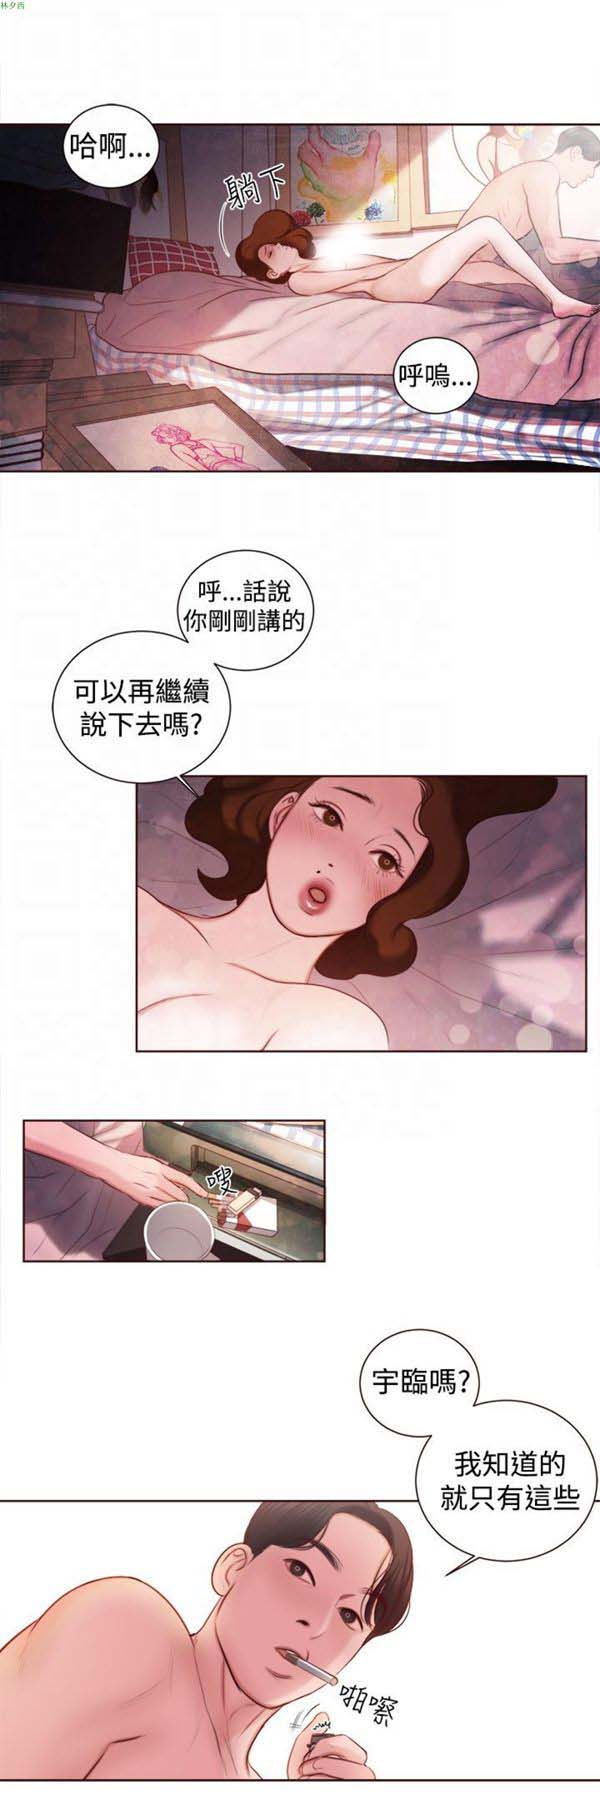 林夕西
哈啊...
躺下
呼嗚...
呼...話說
你剛剛講的
可以再繼續
說下去嗎?
嗖
宇臨嗎?
我知道的
就只有這些
啪嚓